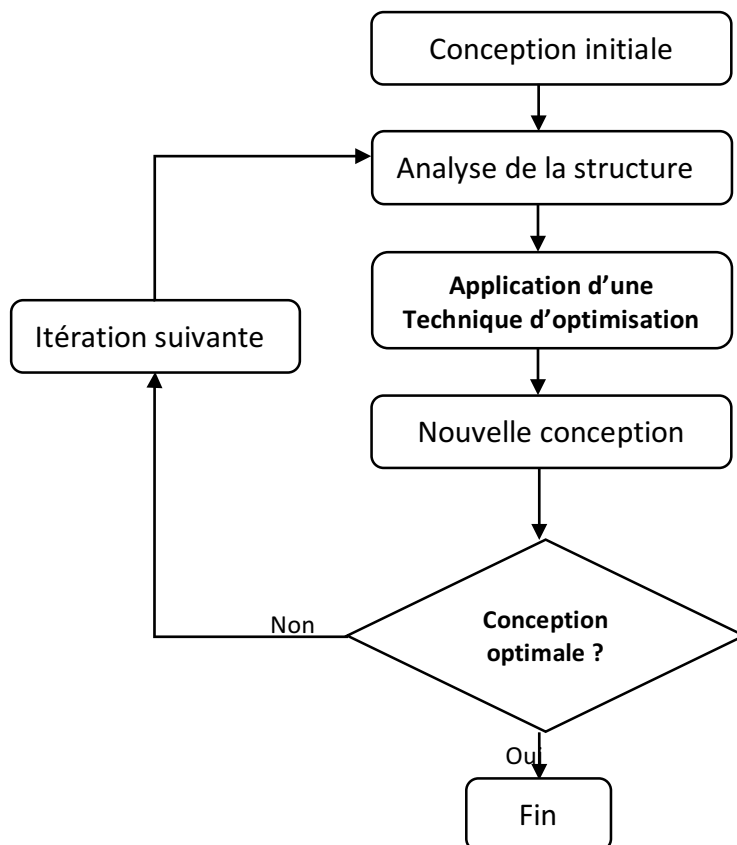 Conception initiale
Analyse de la structure
Application d’une
Technique d’optimisation
Itération suivante
Nouvelle conception
Non
Conception
optimale ?
Oui
Fin